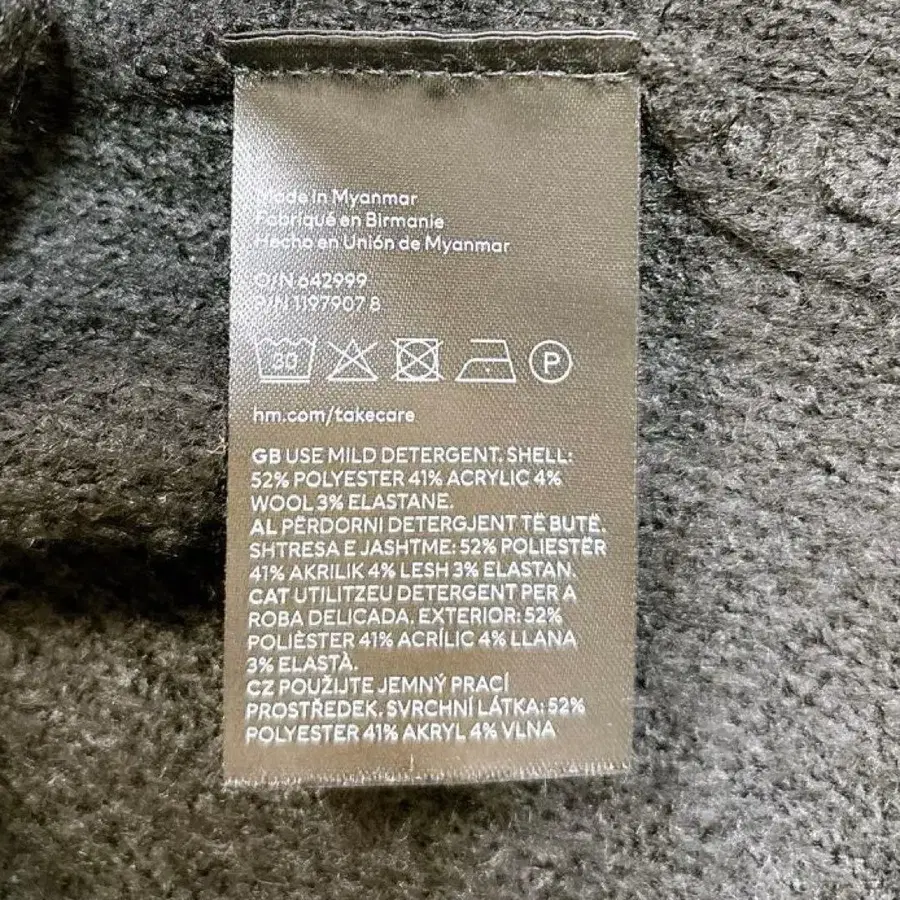 Made in Myanmar
Fabriqué en Birmanie
Hecho en Unión de Myanmar
O/N 642999
P/N 1197907 8
30
P
hm.com/takecare
GB USE MILD DETERGENT. SHELL:
52% POLYESTER 41% ACRYLIC 4%
WOOL 3% ELASTANE.
AL PËRDORNI DETERGJENT TË BUTË.
SHTRESA E JASHTME: 52% POLIESTËR
41% AKRILIK 4% LESH 3% ELASTAN.
CAT UTILITZEU DETERGENT PER A
ROBA DELICADA. EXTERIOR: 52%
POLIÈSTER 41% ACRÍLIC 4% LLANA
3% ELASTÀ.
CZ POUŽIJTE JEMNÝ PRACÍ
PROSTŘEDEK. SVRCHNÍ LÁTKA: 52%
POLYESTER 41% AKRYL 4% VLNA